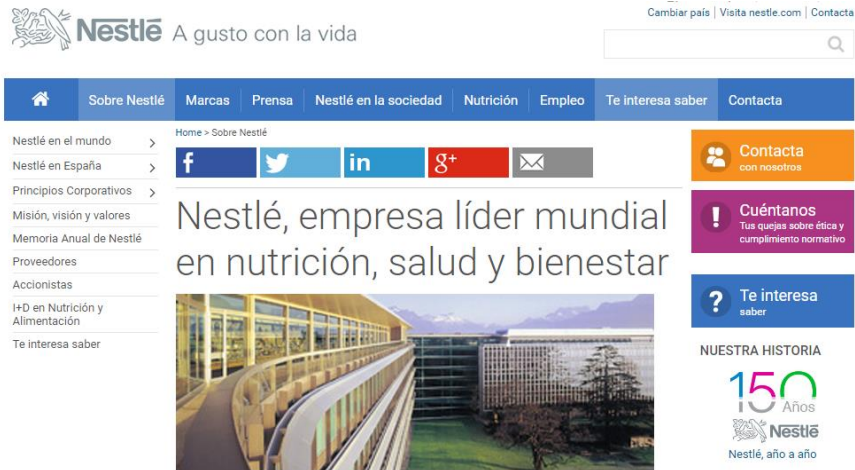 Cambiar país | Visita nestle.com | Contacta
Nestlē A gusto con la vida
Sobre Nestlé Marcas Prensa Nestlé en la sociedad Nutrición Empleo Te interesa saber Contacta
Nestlé en el mundo
Nestlé en España
Principios Corporativos
Misión, visión y valores
Memoria Anual de Nestlé
Proveedores
Accionistas
I+D en Nutrición y
Alimentación
Te interesa saber
Home > Sobre Nestlé
f in g+
Nestlé, empresa líder mundial
en nutrición, salud y bienestar
Contacta
con nosotros
! Cuéntanos
Tus quejas sobre ética y
cumplimiento normativo
? Te interesa
saber
NUESTRA HISTORIA
150
Años
Nestlē
Nestlé, año a año